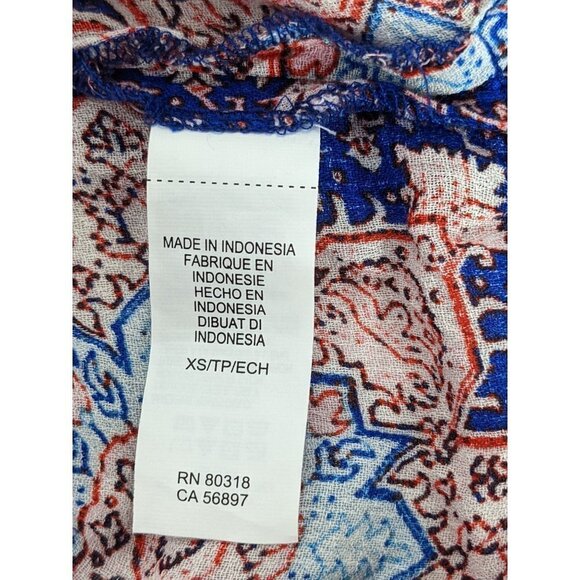 MADE IN INDONESIA
FABRIQUE EN
INDONESIE
HECHO EN
INDONESIA
DIBUAT DI
INDONESIA
XS/TP/ECH
RN 80318
CA 56897